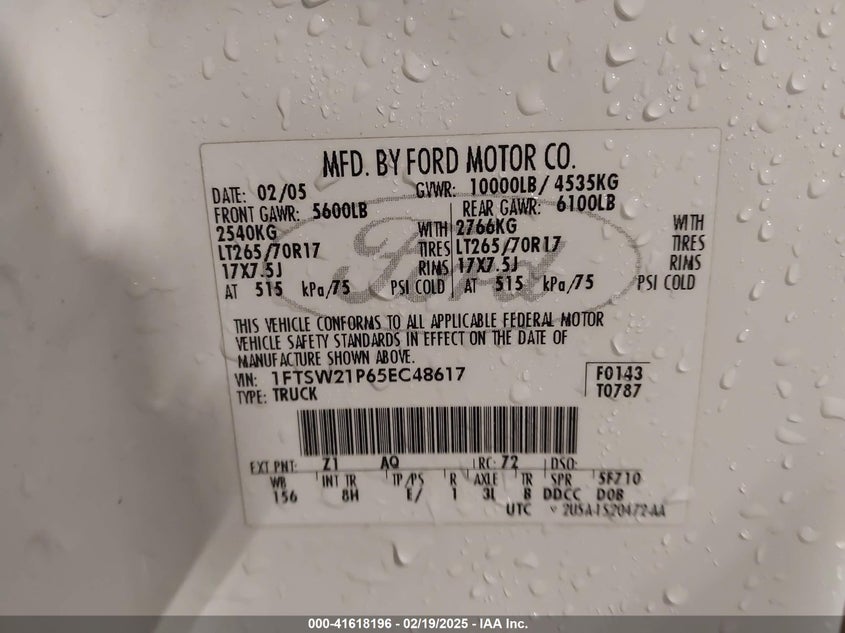 MFD. BY FORD MOTOR CO.
DATE: 02/05 GVWR: 10000LB/ 4535KG
FRONT GAWR: 5600LB REAR GAWR: 6100LB
2540KG WITH 2766KG WITH
LT265/70R17 TIRES LT265/70R17 TIRES
17X7.5J RIMS 17X7.5J RIMS
AT 515 kPa/75 PSI COLD AT 515 kPa/75 PSI COLD
Ford
THIS VEHICLE CONFORMS TO ALL APPLICABLE FEDERAL MOTOR
VEHICLE SAFETY STANDARDS IN EFFECT ON THE DATE OF
MANUFACTURE SHOWN ABOVE.
VIN: 1FTSW21P65EC48617 F0143
TYPE: TRUCK T0787
EXT PNT: Z1 AQ RC: 72 DSO:
WB INT TR TP/PS R AXLE TR SPR 5FZ10
156 8H E/ 1 3L B DDCC D0B
UTC
000-41618196 - 02/19/2025 - IAA Inc.